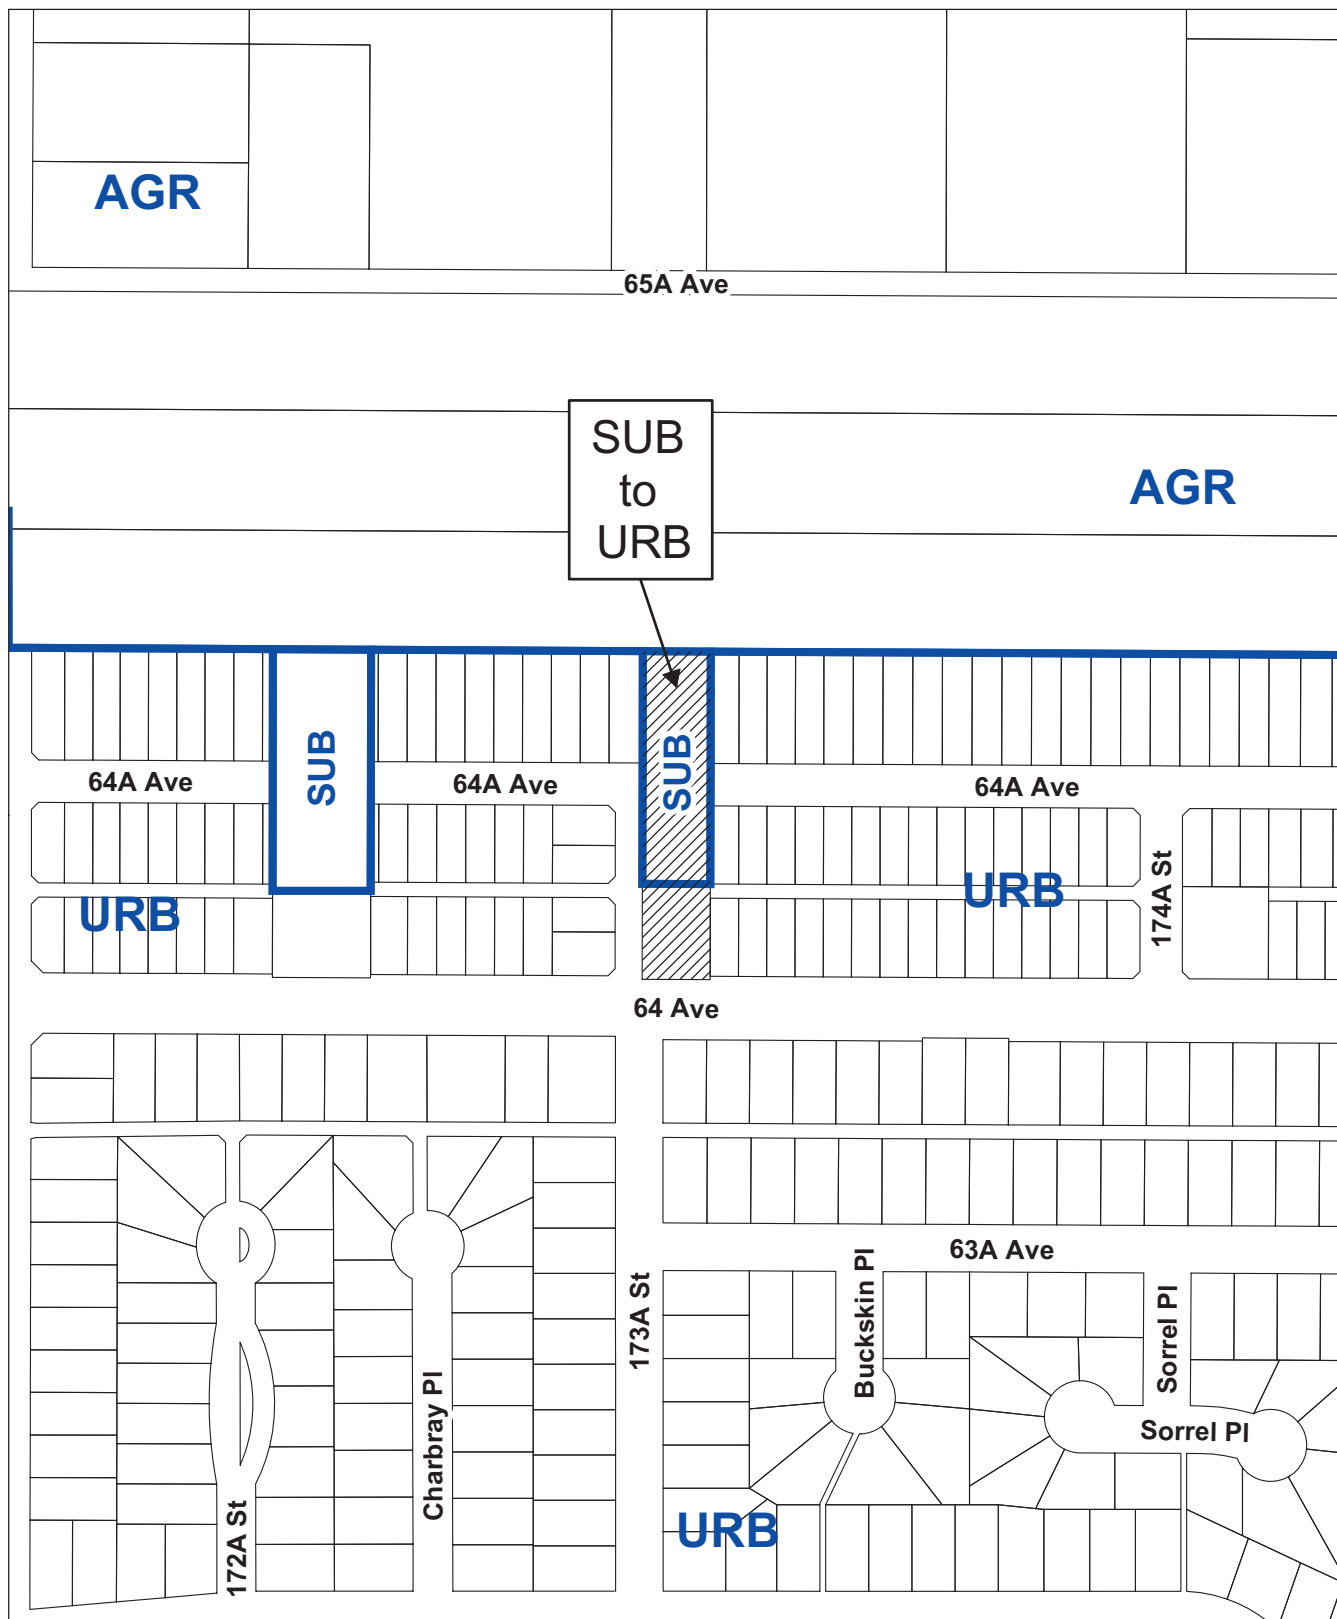 AGR
65A Ave
SUB
to
URB
AGR
SUB
SUB
64A Ave
64A Ave
64A Ave
URB
URB
174A St
64 Ave
63A Ave
Buckskin Pl
173A St
Sorrel Pl
Sorrel Pl
Charbray Pl
172A St
URB